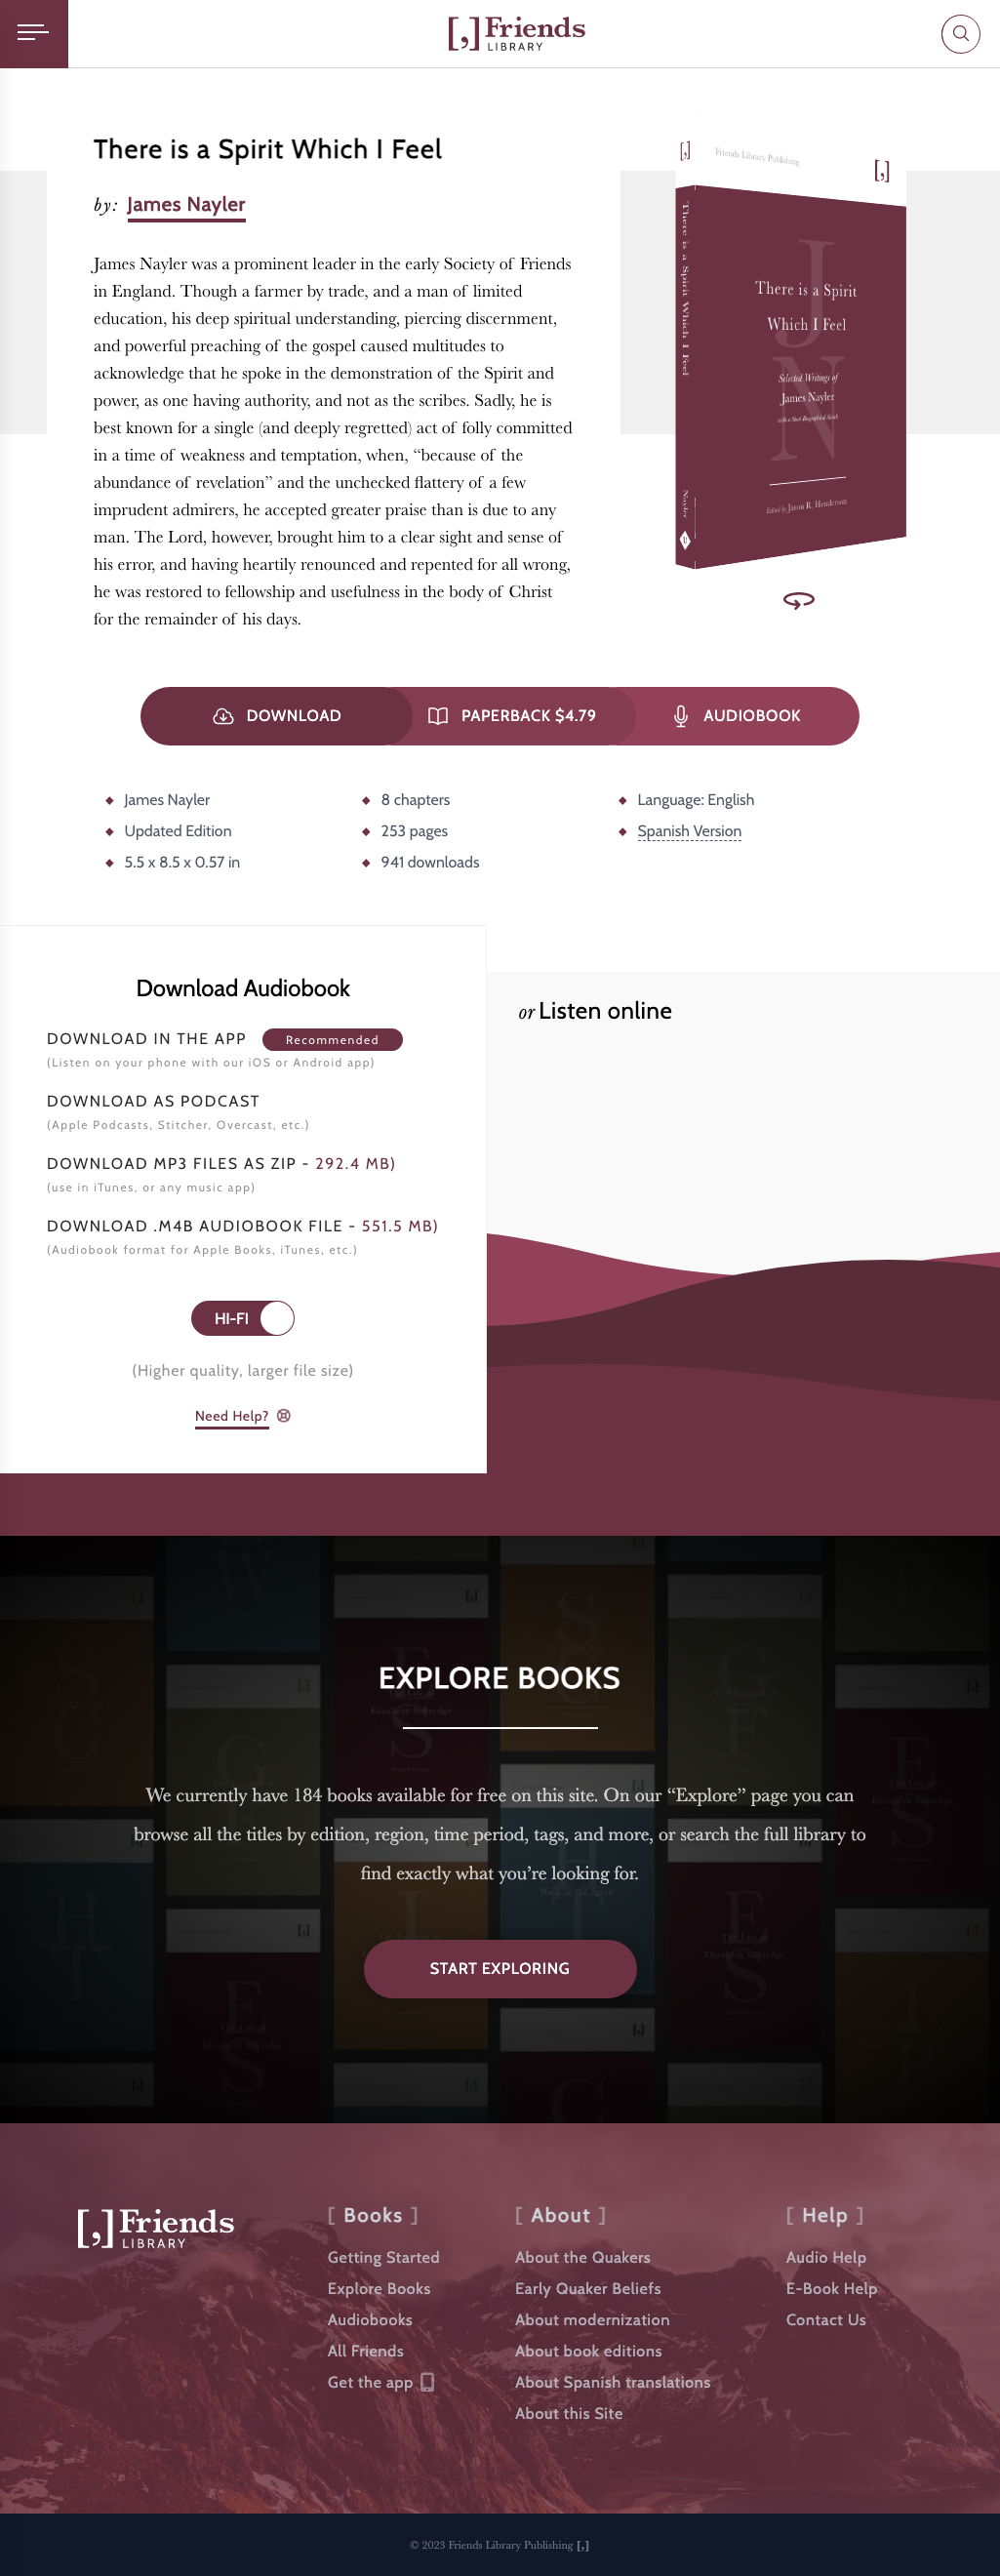 [,] Friends
LIBRARY
There is a Spirit Which I Feel
by: James Nayler
James Nayler was a prominent leader in the early Society of Friends
in England. Though a farmer by trade, and a man of limited
education, his deep spiritual understanding, piercing discernment,
and powerful preaching of the gospel caused multitudes to
acknowledge that he spoke in the demonstration of the Spirit and
power, as one having authority, and not as the scribes. Sadly, he is
best known for a single (and deeply regretted) act of folly committed
in a time of weakness and temptation, when, “because of the
abundance of revelation” and the unchecked flattery of a few
imprudent admirers, he accepted greater praise than is due to any
man. The Lord, however, brought him to a clear sight and sense of
his error, and having heartily renounced and repented for all wrong,
he was restored to fellowship and usefulness in the body of Christ
for the remainder of his days.
[,]
Friends Library Publishing
[,]
There is a Spirit Which I Feel
Nayler
U
J
N
There is a Spirit
Which I Feel
Selected Writings of
James Nayler
with a Short Biographical Sketch
Edited by Jason R. Henderson
DOWNLOAD
PAPERBACK $4.79
AUDIOBOOK
James Nayler
Updated Edition
5.5 x 8.5 x 0.57 in
8 chapters
253 pages
941 downloads
Language: English
Spanish Version
Download Audiobook
DOWNLOAD IN THE APP Recommended
(Listen on your phone with our iOS or Android app)
DOWNLOAD AS PODCAST
(Apple Podcasts, Stitcher, Overcast, etc.)
DOWNLOAD MP3 FILES AS ZIP - 292.4 MB)
(use in iTunes, or any music app)
DOWNLOAD .M4B AUDIOBOOK FILE - 551.5 MB)
(Audiobook format for Apple Books, iTunes, etc.)
HI-FI
(Higher quality, larger file size)
Need Help?
or Listen online
EXPLORE BOOKS
We currently have 184 books available for free on this site. On our “Explore” page you can
browse all the titles by edition, region, time period, tags, and more, or search the full library to
find exactly what you’re looking for.
START EXPLORING
[,] Friends
LIBRARY
[ Books ]
Getting Started
Explore Books
Audiobooks
All Friends
Get the app
[ About ]
About the Quakers
Early Quaker Beliefs
About modernization
About book editions
About Spanish translations
About this Site
[ Help ]
Audio Help
E-Book Help
Contact Us
© 2023 Friends Library Publishing [,]